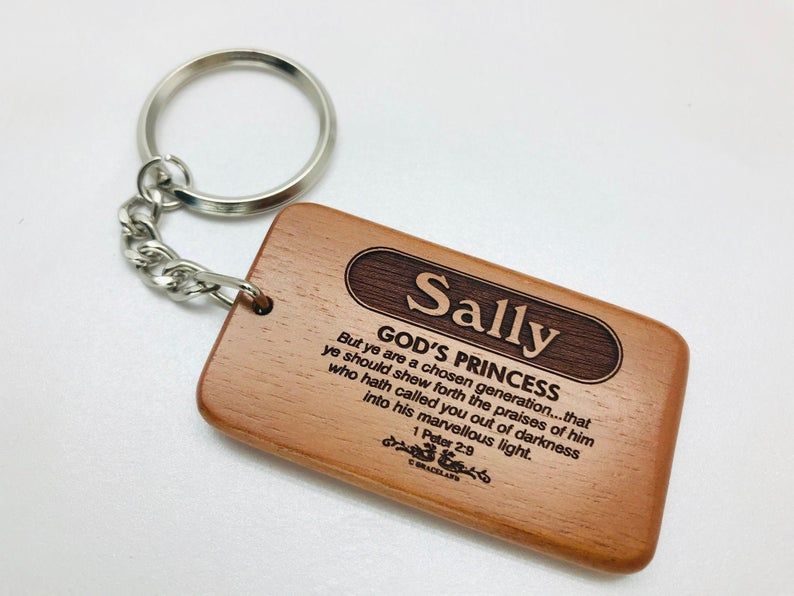 Sally
GOD'S PRINCESS
But ye are a chosen generation...that
ye should shew forth the praises of him
who hath called you out of darkness
into his marvellous light.
1 Peter 2:9
© GRACELAND